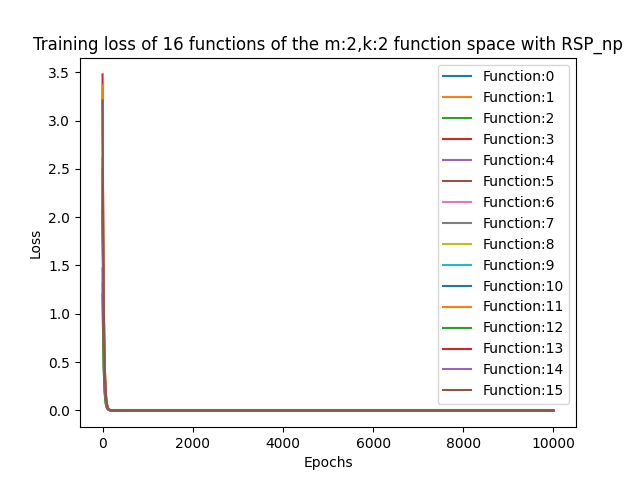 Training loss of 16 functions of the m:2,k:2 function space with RSP_np
3.5
3.0
2.5
2.0
1.5
1.0
0.5
0.0
Loss
Function:0
Function:1
Function:2
Function:3
Function:4
Function:5
Function:6
Function:7
Function:8
Function:9
Function:10
Function:11
Function:12
Function:13
Function:14
Function:15
0 2000 4000 6000 8000 10000
Epochs